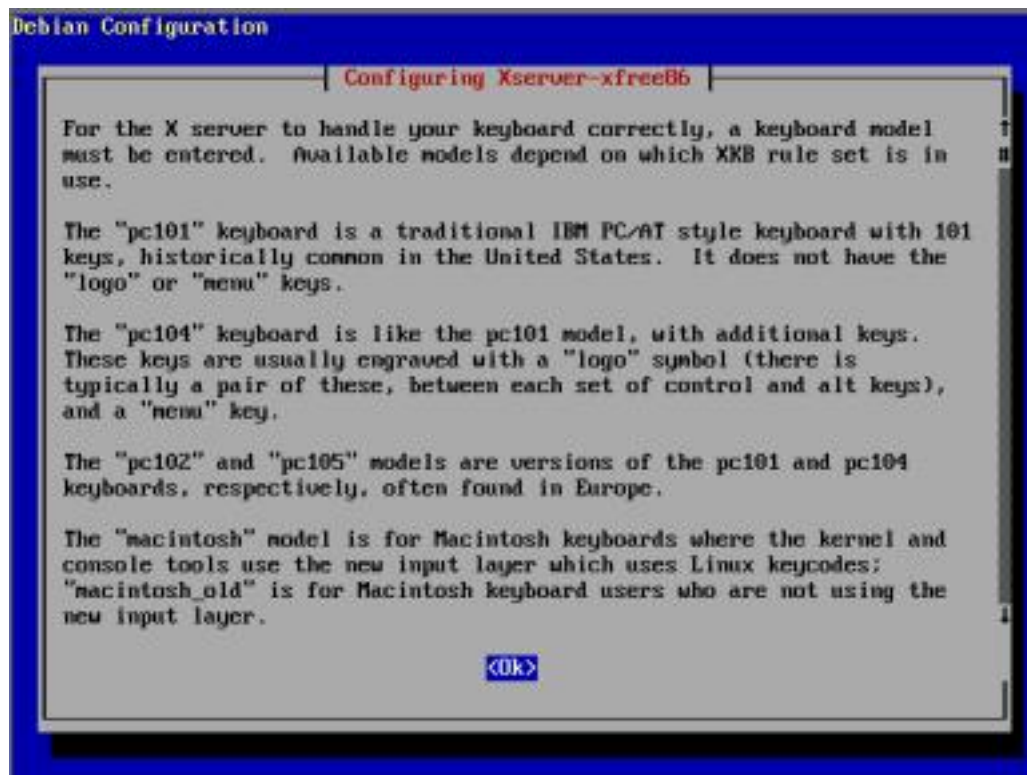 Debian Configuration
Configuring Xserver-xfree86
For the X server to handle your keyboard correctly, a keyboard model
must be entered.  Available models depend on which XKB rule set is in
use.
The "pc101" keyboard is a traditional IBM PC/AT style keyboard with 101
keys, historically common in the United States.  It does not have the
"logo" or "menu" keys.
The "pc104" keyboard is like the pc101 model, with additional keys.
These keys are usually engraved with a "logo" symbol (there is
typically a pair of these, between each set of control and alt keys),
and a "menu" key.
The "pc102" and "pc105" models are versions of the pc101 and pc104
keyboards, respectively, often found in Europe.
The "macintosh" model is for Macintosh keyboards where the kernel and
console tools use the new input layer which uses Linux keycodes;
"macintosh_old" is for Macintosh keyboard users who are not using the
new input layer.
<Ok>